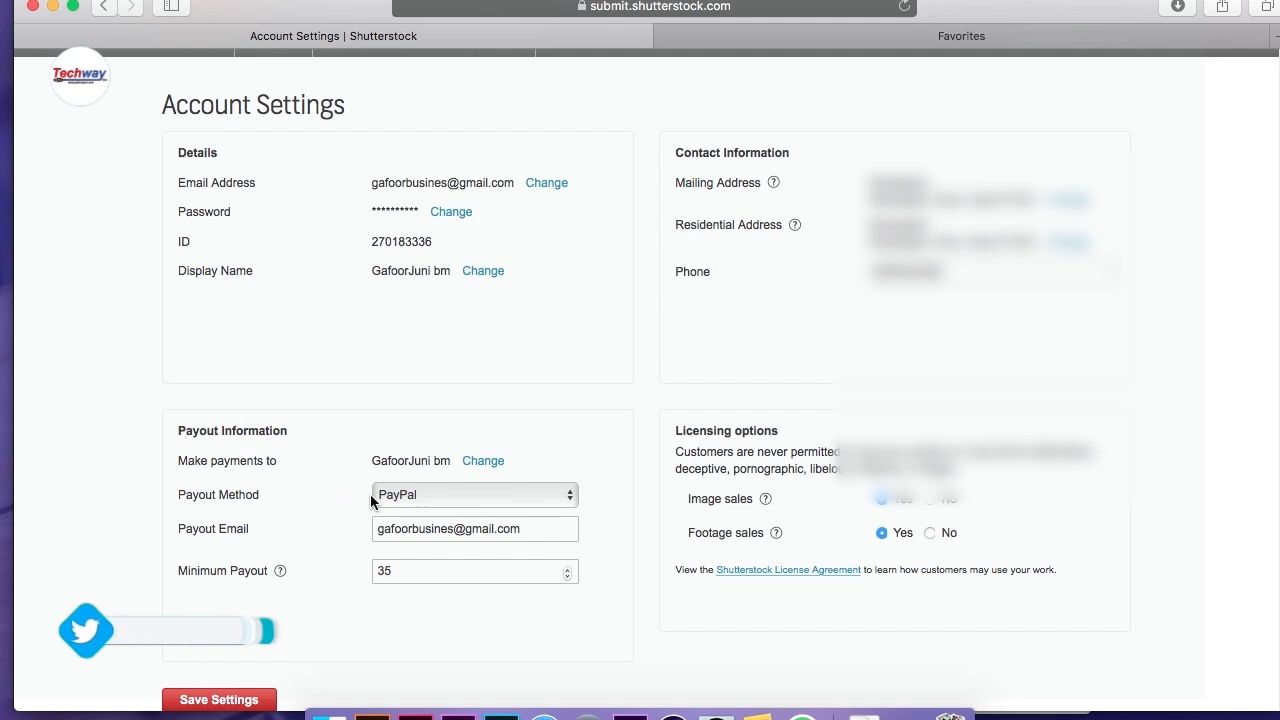 submit.shutterstock.com
Account Settings | Shutterstock
Favorites
Techway
Account Settings
Details
Email Address gafoorbusines@gmail.com Change
Password ********** Change
ID 270183336
Display Name GafoorJuni bm Change
Contact Information
Mailing Address ?
Residential Address ?
Phone
Payout Information
Make payments to GafoorJuni bm Change
Payout Method PayPal
Payout Email gafoorbusines@gmail.com
Minimum Payout ? 35
Licensing options
Customers are never permitted
deceptive, pornographic, libelou
Image sales ? Yes No
Footage sales ? Yes No
View the Shutterstock License Agreement to learn how customers may use your work.
Save Settings